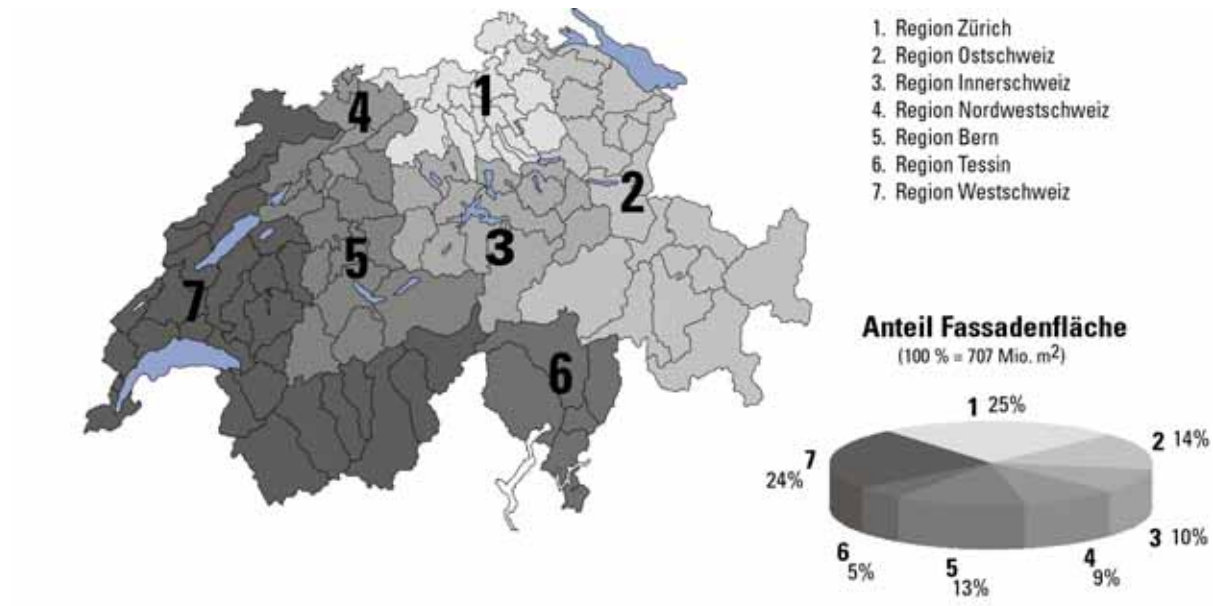 1. Region Zürich
2. Region Ostschweiz
3. Region Innerschweiz
4. Region Nordwestschweiz
5. Region Bern
6. Region Tessin
7. Region Westschweiz
1
4
2
3
5
7
6
Anteil Fassadenfläche
(100 % = 707 Mio. m²)
1 25%
2 14%
7
24%
3 10%
6
5%
5
13%
4
9%